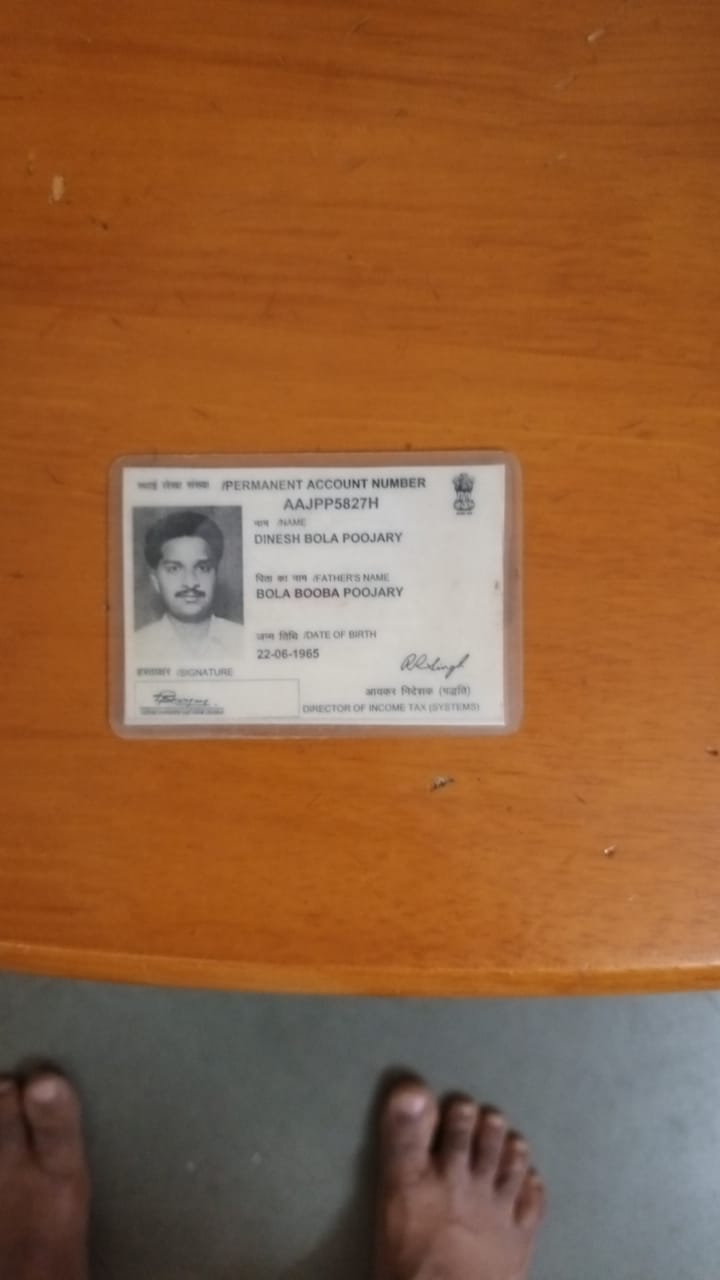 स्थाई लेखा संख्या /PERMANENT ACCOUNT NUMBER
AAJPP5827H
नाम /NAME
DINESH BOLA POOJARY
पिता का नाम /FATHER'S NAME
BOLA BOOBA POOJARY
जन्म तिथि /DATE OF BIRTH
22-06-1965
हस्ताक्षर /SIGNATURE
आयकर निदेशक (पद्धति)
DIRECTOR OF INCOME TAX (SYSTEMS)